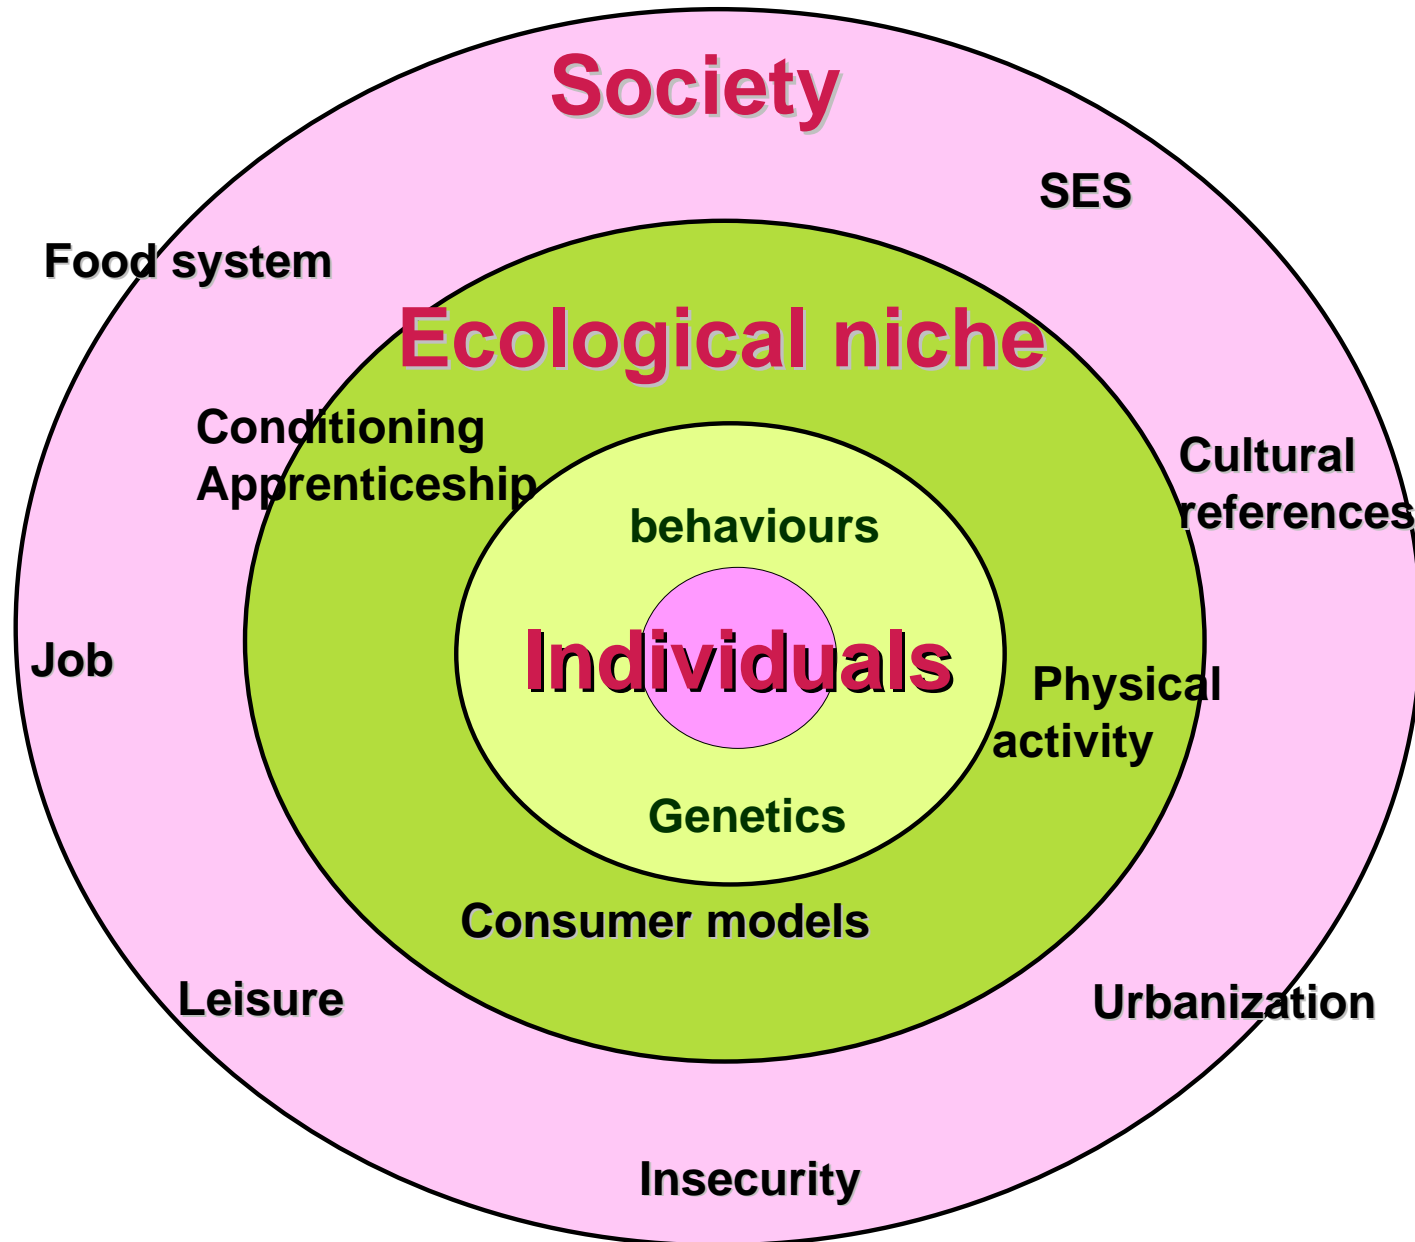 Society
SES
Food system
Ecological niche
Conditioning
Apprenticeship
Cultural
references
behaviours
Individuals
Job
Physical
activity
Genetics
Consumer models
Leisure
Urbanization
Insecurity